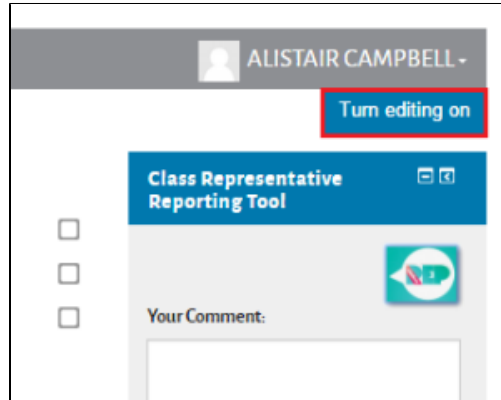 ALISTAIR CAMPBELL
Turn editing on
Class Representative
Reporting Tool
Your Comment: